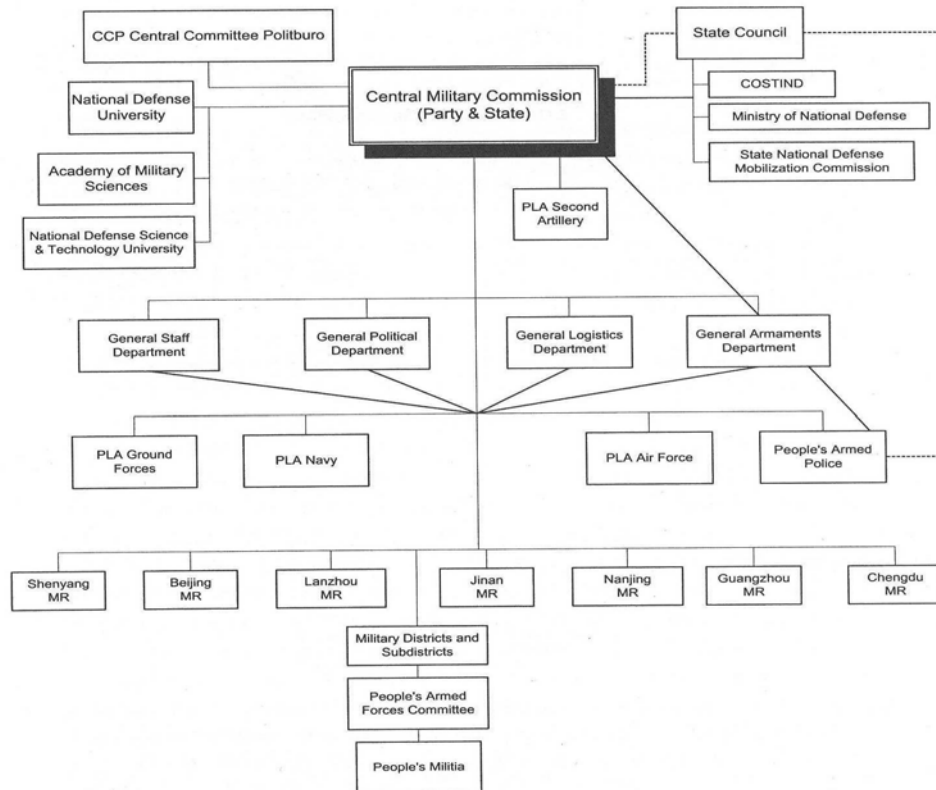 CCP Central Committee Politburo
State Council
National Defense
University
Central Military Commission
(Party & State)
COSTIND
Ministry of National Defense
State National Defense
Mobilization Commission
Academy of Military
Sciences
National Defense Science
& Technology University
PLA Second
Artillery
General Staff
Department
General Political
Department
General Logistics
Department
General Armaments
Department
PLA Ground
Forces
PLA Navy
PLA Air Force
People's Armed
Police
Shenyang
MR
Beijing
MR
Lanzhou
MR
Jinan
MR
Nanjing
MR
Guangzhou
MR
Chengdu
MR
Military Districts and
Subdistricts
People's Armed
Forces Committee
People's Militia